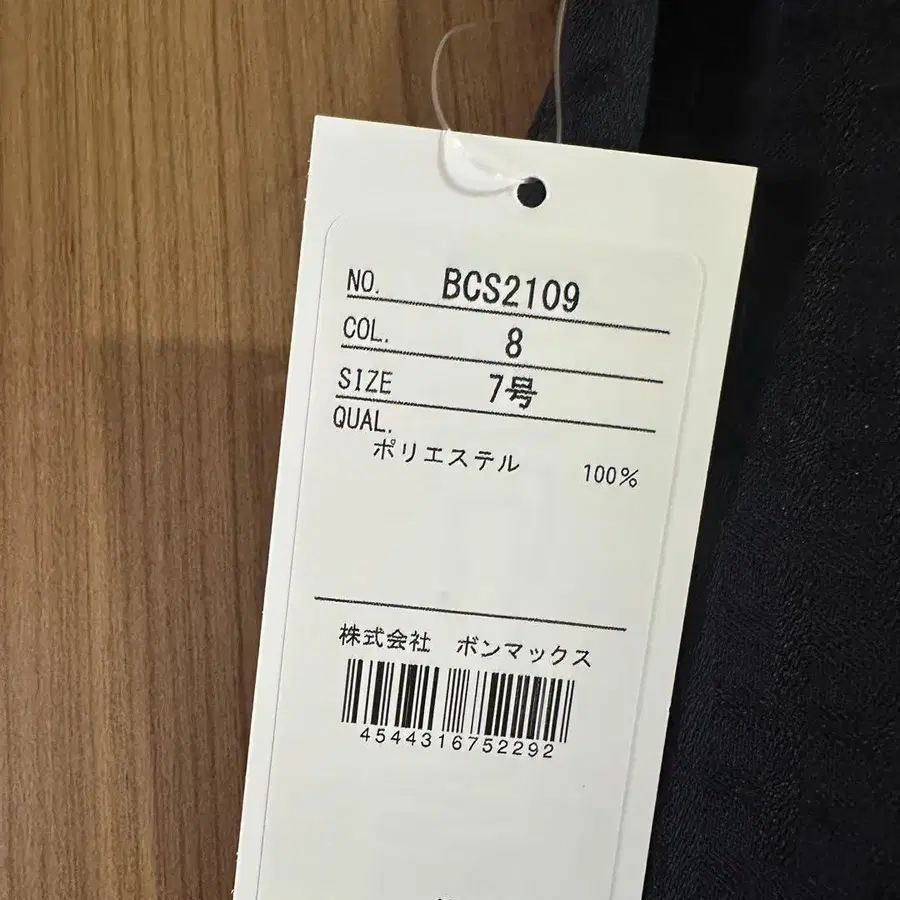 NO. BCS2109
COL. 8
SIZE 7号
QUAL.
ポリエステル 100%
株式会社 ボンマックス
4544316752292